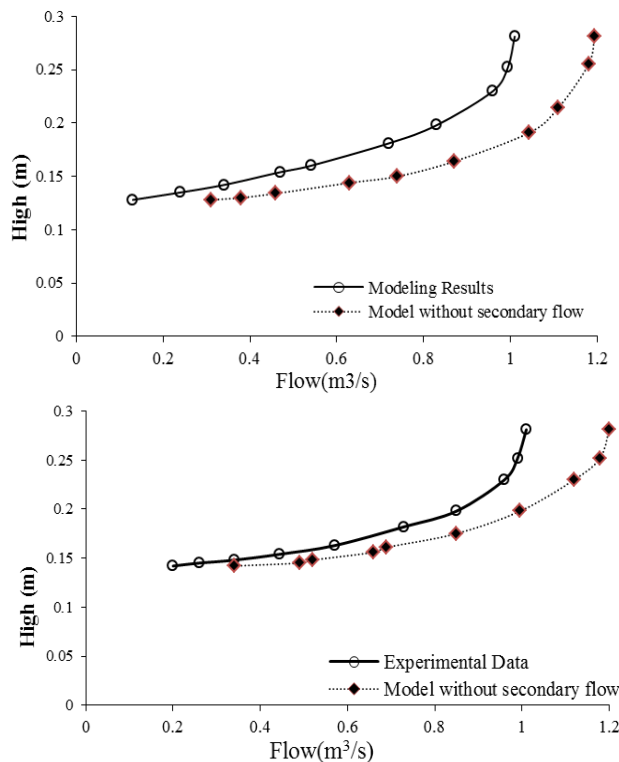 0.3
0.25
0.2
0.15
0.1
0.05
0
High (m)
Modeling Results
Model without secondary flow
0 0.2 0.4 0.6 0.8 1 1.2
Flow(m3/s)
0.3
0.25
0.2
0.15
0.1
0.05
0
High (m)
Experimental Data
Model without secondary flow
0 0.2 0.4 0.6 0.8 1 1.2
Flow(m³/s)